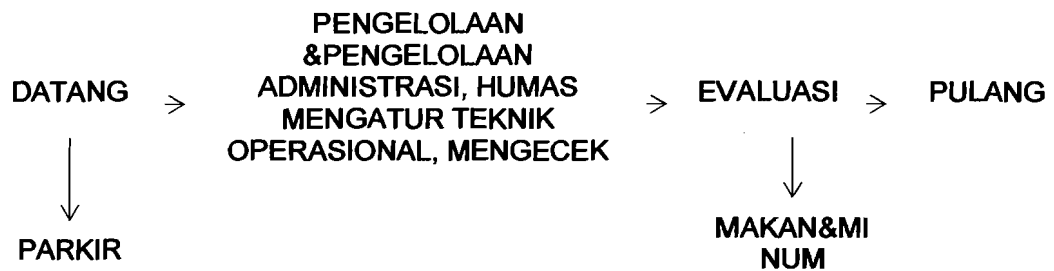 DATANG
PENGELOLAAN
&PENGELOLAAN
ADMINISTRASI, HUMAS
MENGATUR TEKNIK
OPERASIONAL, MENGECEK
EVALUASI
PULANG
PARKIR
MAKAN&MI
NUM